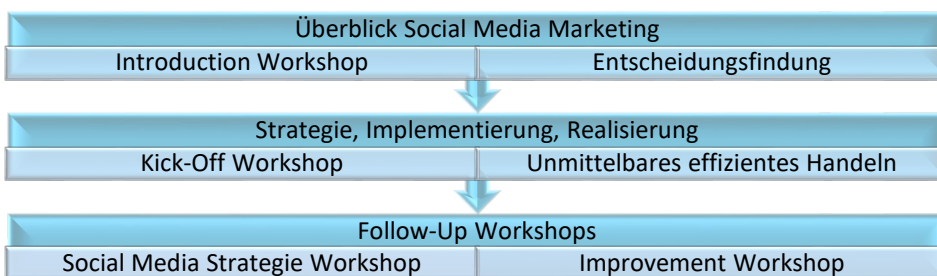 Überblick Social Media Marketing
Introduction Workshop Entscheidungsfindung
Strategie, Implementierung, Realisierung
Kick-Off Workshop Unmittelbares effizientes Handeln
Follow-Up Workshops
Social Media Strategie Workshop Improvement Workshop